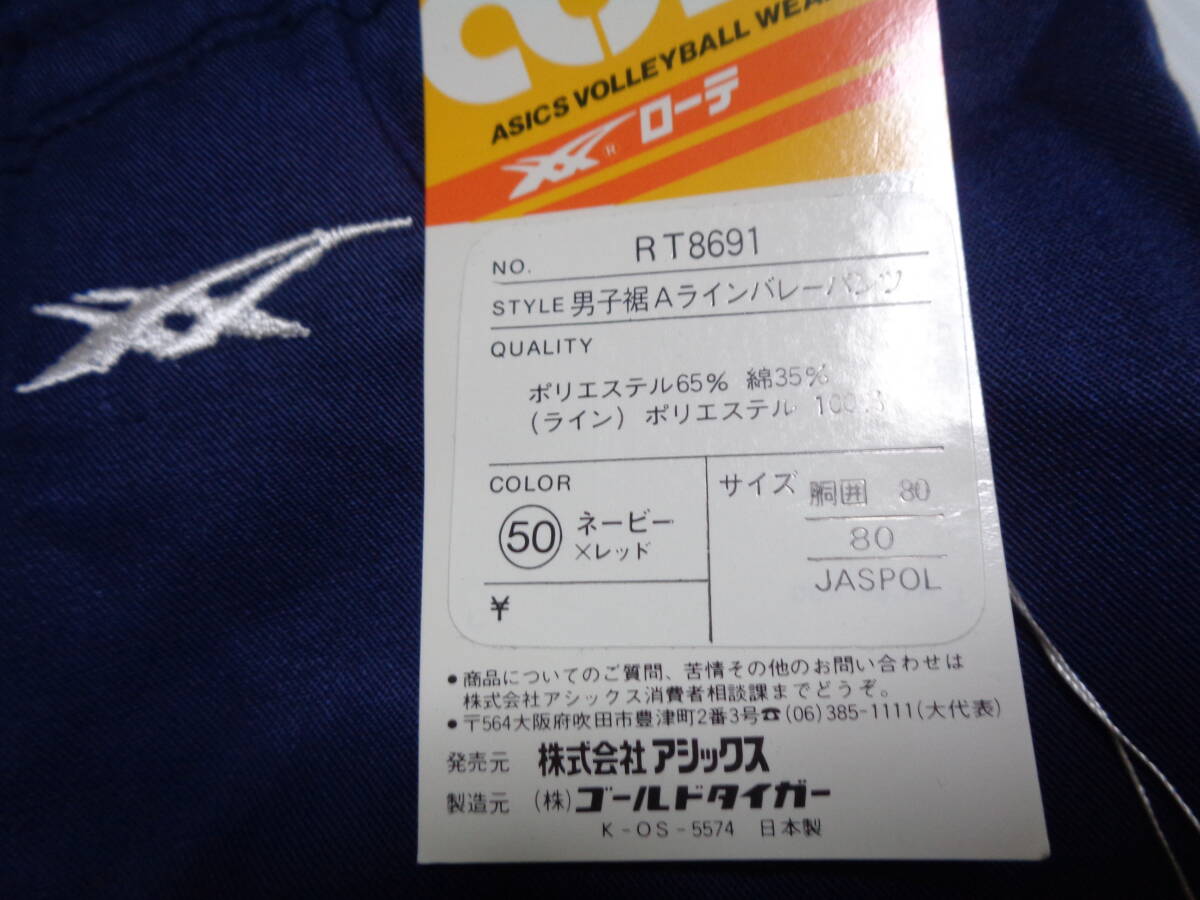 ASICS VOLLEYBALL WEAR
R ローテ
NO. RT8691
STYLE 男子裾Aラインバレーパンツ
QUALITY
ポリエステル65% 綿35%
(ライン) ポリエステル 100%
COLOR
50 ネービー
×レッド
サイズ 胴囲 80
80
JASPOL
¥
●商品についてのご質問、苦情その他のお問い合わせは
株式会社アシックス消費者相談課までどうぞ。
●〒564大阪府吹田市豊津町2番3号☎(06)385-1111(大代表)
発売元 株式会社アシックス
製造元 (株)ゴールドタイガー
K-OS-5574 日本製